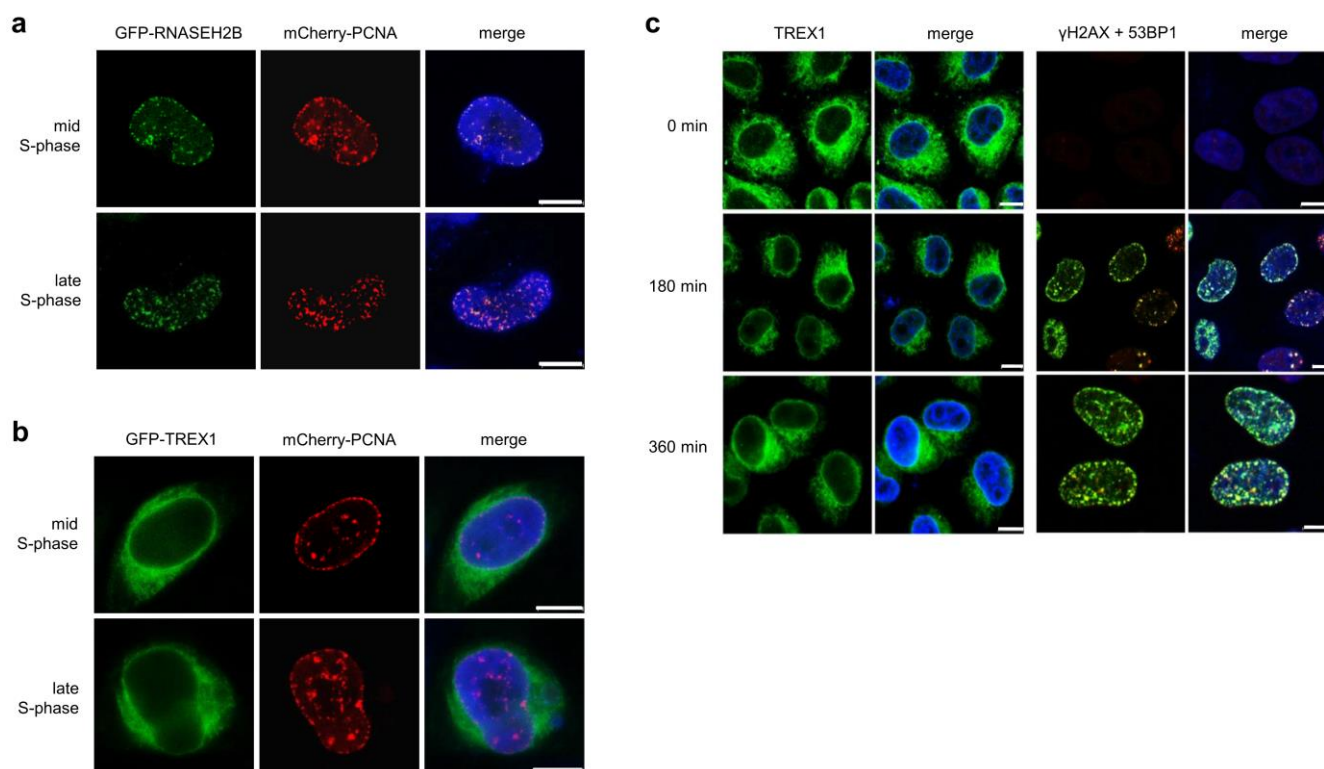 a
GFP-RNASEH2B mCherry-PCNA merge
mid
S-phase
late
S-phase
b
GFP-TREX1 mCherry-PCNA merge
mid
S-phase
late
S-phase
c
TREX1 merge γH2AX + 53BP1 merge
0 min
180 min
360 min